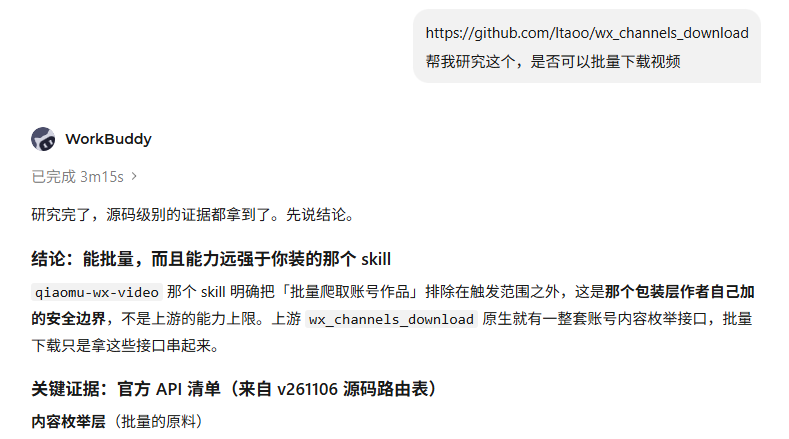 https://github.com/ltaoo/wx_channels_download
帮我研究这个，是否可以批量下载视频
WorkBuddy
已完成 3m15s >
研究完了，源码级别的证据都拿到了。先说结论。
结论：能批量，而且能力远强于你装的那个 skill
qiaomu-wx-video 那个 skill 明确把「批量爬取账号作品」排除在触发范围之外，这是那个包装层作者自己加
的安全边界，不是上游的能力上限。上游 wx_channels_download 原生就有一整套账号内容枚举接口，批量
下载只是拿这些接口串起来。
关键证据：官方 API 清单（来自 v261106 源码路由表）
内容枚举层（批量的原料）